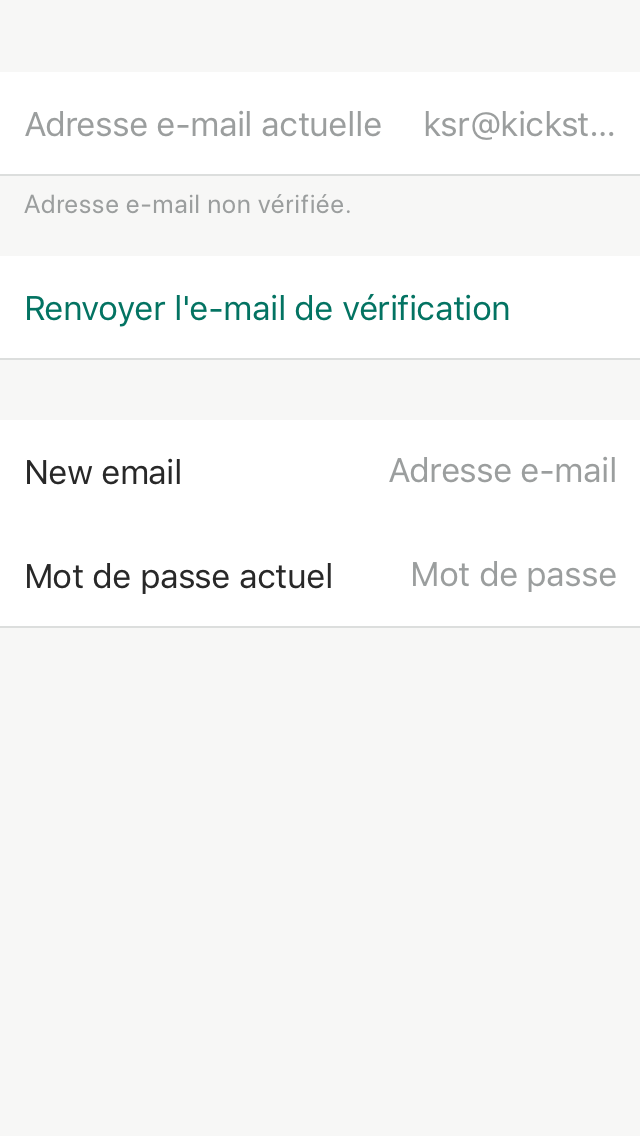 Adresse e-mail actuelle ksr@kickst...
Adresse e-mail non vérifiée.
Renvoyer l'e-mail de vérification
New email Adresse e-mail
Mot de passe actuel Mot de passe